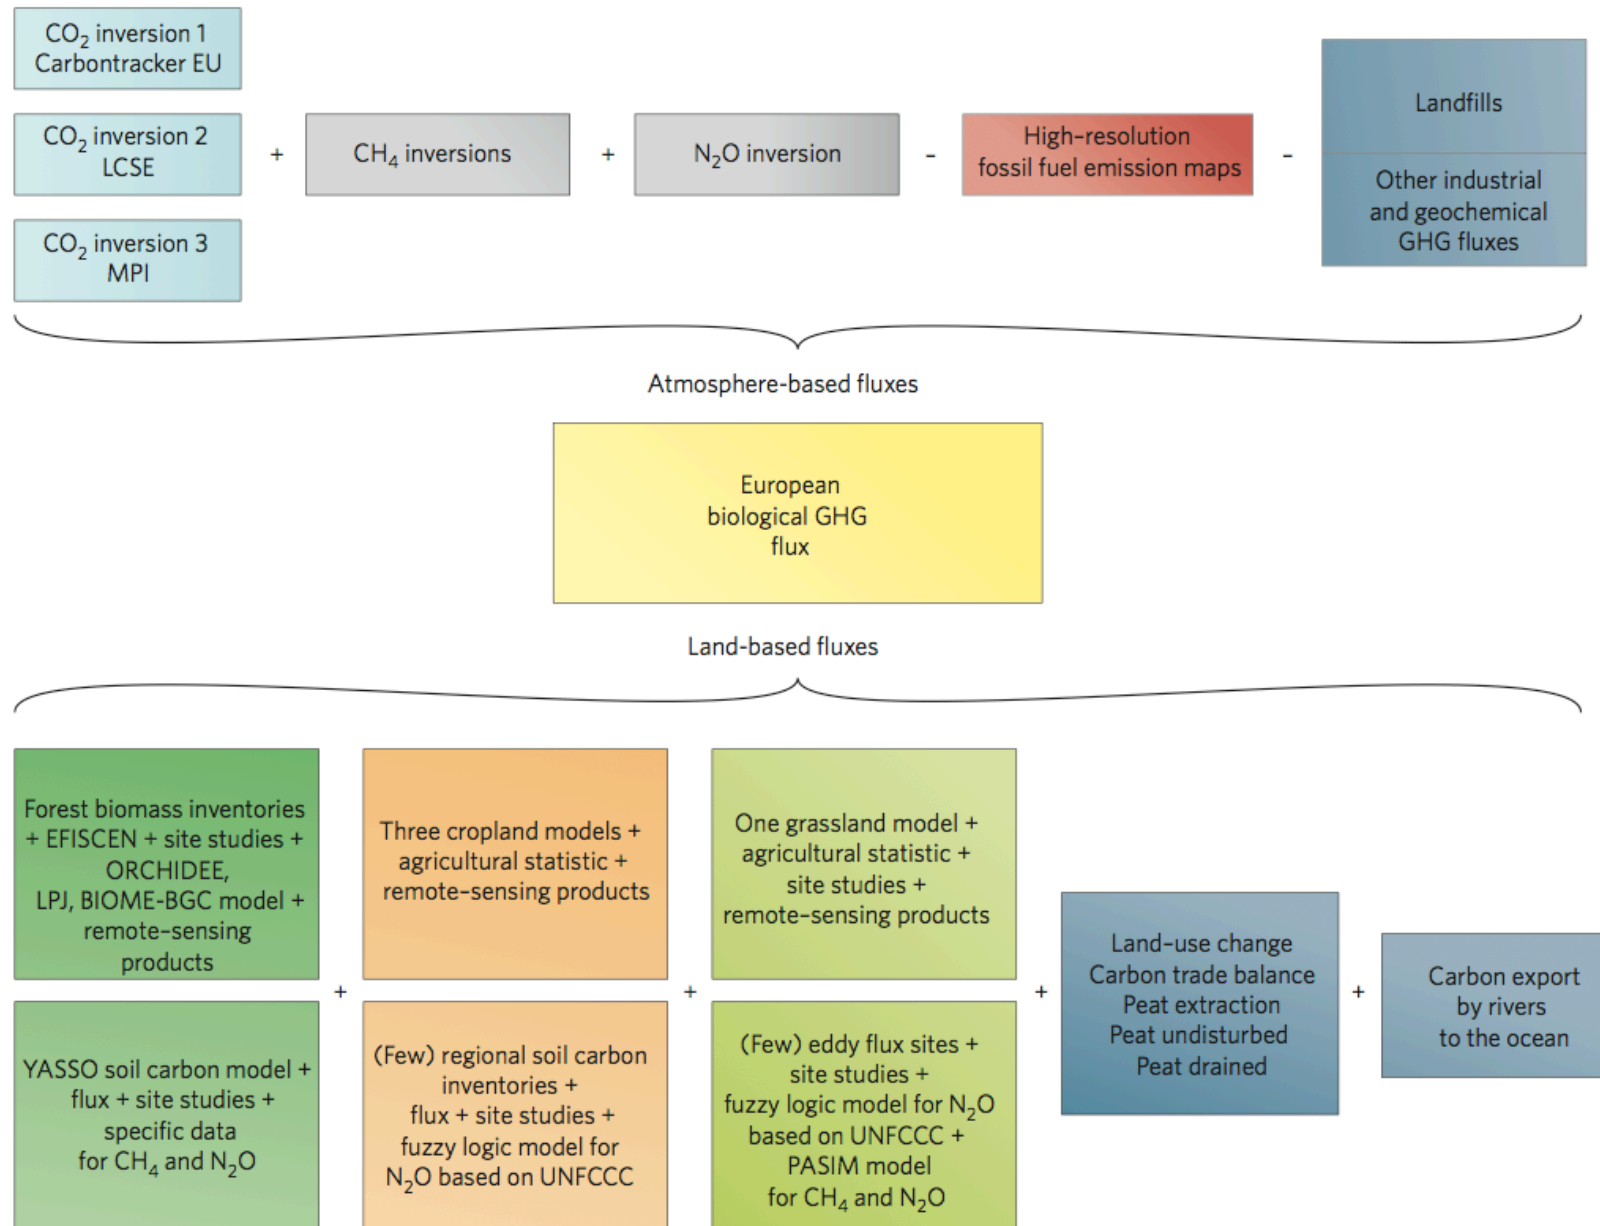 CO₂ inversion 1
Carbontracker EU
CO₂ inversion 2
LCSE
CO₂ inversion 3
MPI
+
CH₄ inversions
+
N₂O inversion
–
High–resolution
fossil fuel emission maps
–
Landfills
Other industrial
and geochemical
GHG fluxes
Atmosphere-based fluxes
European
biological GHG
flux
Land-based fluxes
Forest biomass inventories
+ EFISCEN + site studies +
ORCHIDEE,
LPJ, BIOME-BGC model +
remote–sensing
products
YASSO soil carbon model +
flux + site studies +
specific data
for CH₄ and N₂O
+
Three cropland models +
agricultural statistic +
remote–sensing products
(Few) regional soil carbon
inventories +
flux + site studies +
fuzzy logic model for
N₂O based on UNFCCC
+
One grassland model +
agricultural statistic +
site studies +
remote–sensing products
(Few) eddy flux sites +
site studies +
fuzzy logic model for N₂O
based on UNFCCC +
PASIM model
for CH₄ and N₂O
+
Land–use change
Carbon trade balance
Peat extraction
Peat undisturbed
Peat drained
+
Carbon export
by rivers
to the ocean